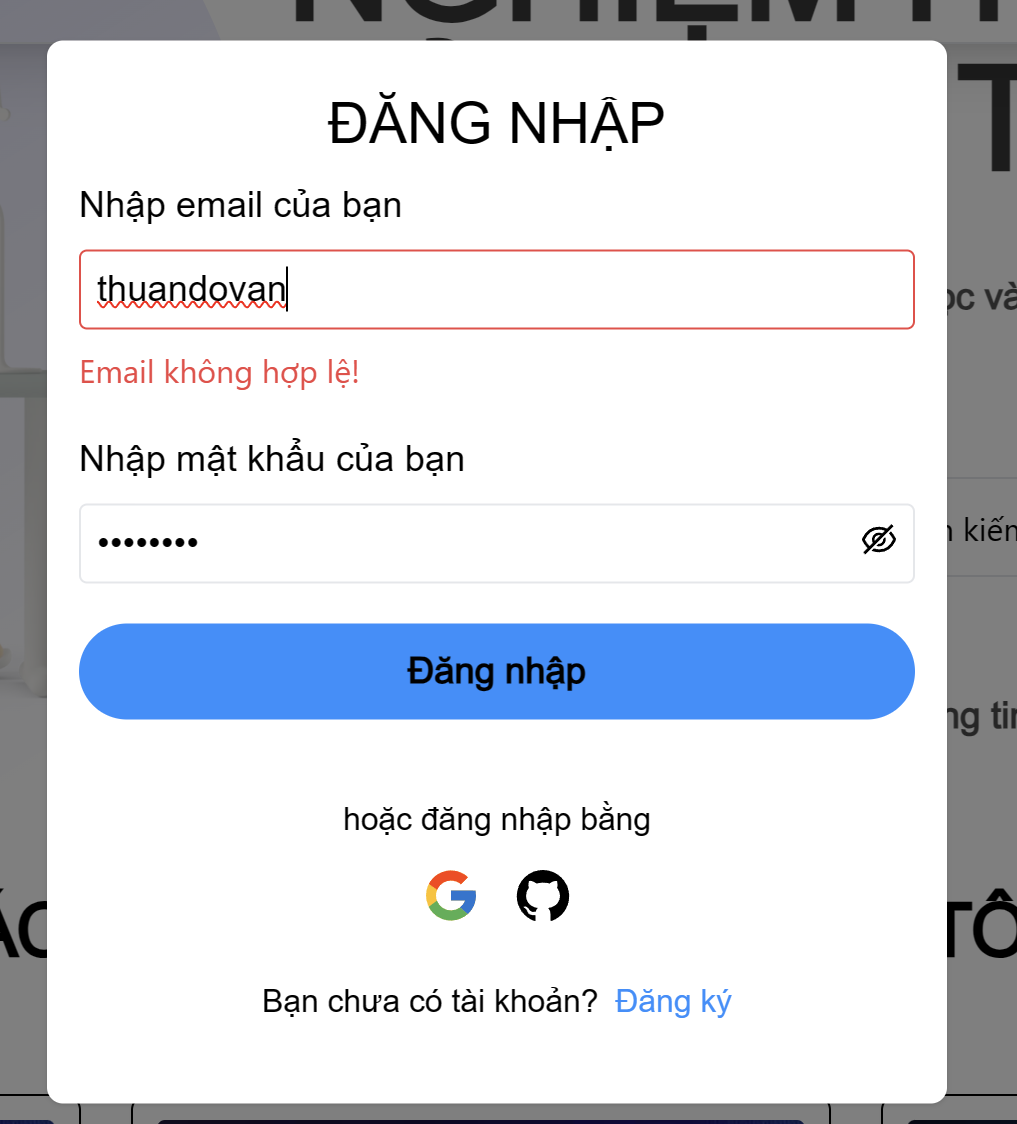 NGHIỆM
T
ĐĂNG NHẬP
Nhập email của bạn
thuandovan
Email không hợp lệ!
Nhập mật khẩu của bạn
••••••••
Đăng nhập
hoặc đăng nhập bằng
Bạn chưa có tài khoản? Đăng ký